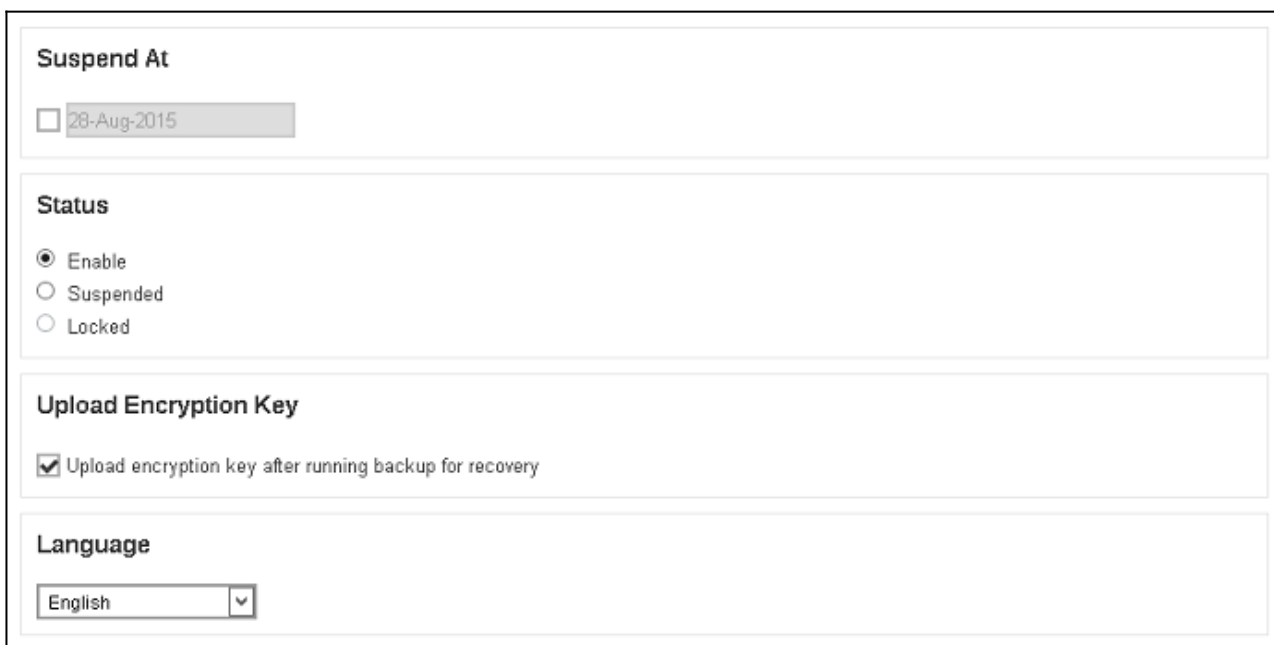 Suspend At
28-Aug-2015
Status
Enable
Suspended
Locked
Upload Encryption Key
Upload encryption key after running backup for recovery
Language
English